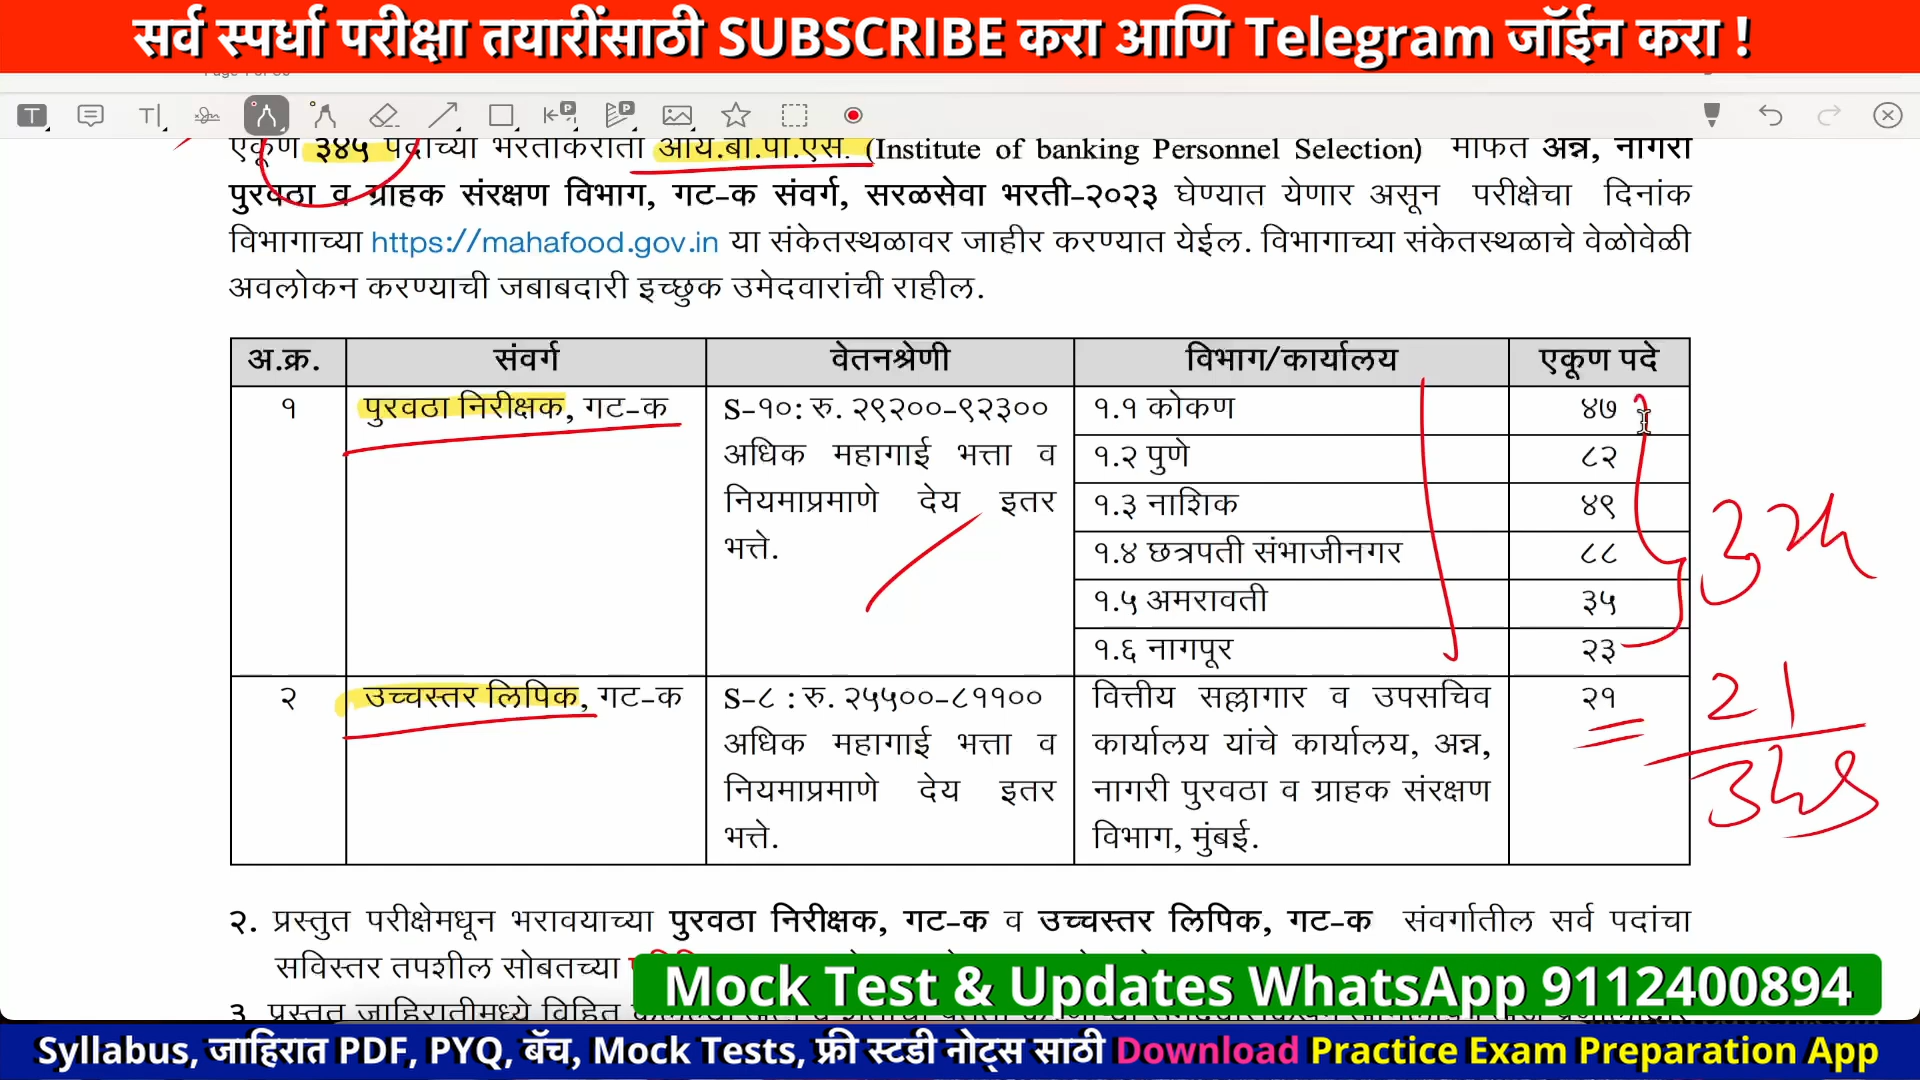 सर्व स्पर्धा परीक्षा तयारींसाठी SUBSCRIBE करा आणि Telegram जॉईन करा !
एकूण ३४५ पदांच्या भरतीकरीता आय.बी.पी.एस. (Institute of banking Personnel Selection) मार्फत अन्न, नागरी
पुरवठा व ग्राहक संरक्षण विभाग, गट-क संवर्ग, सरळसेवा भरती-२०२३ घेण्यात येणार असून परीक्षेचा दिनांक
विभागाच्या https://mahafood.gov.in या संकेतस्थळावर जाहीर करण्यात येईल. विभागाच्या संकेतस्थळाचे वेळोवेळी
अवलोकन करण्याची जबाबदारी इच्छुक उमेदवारांची राहील.
अ.क्र. संवर्ग वेतनश्रेणी विभाग/कार्यालय एकूण पदे
१ पुरवठा निरीक्षक, गट-क S-१०: रु. २९२००-९२३०० १.१ कोकण ४७
अधिक महागाई भत्ता व १.२ पुणे ८२
नियमाप्रमाणे देय इतर १.३ नाशिक ४९
भत्ते. १.४ छत्रपती संभाजीनगर ८८
१.५ अमरावती ३५
१.६ नागपूर २३
२ उच्चस्तर लिपिक, गट-क S-८ : रु. २५५००-८११०० वित्तीय सल्लागार व उपसचिव २१
अधिक महागाई भत्ता व कार्यालय यांचे कार्यालय, अन्न,
नियमाप्रमाणे देय इतर नागरी पुरवठा व ग्राहक संरक्षण
भत्ते. विभाग, मुंबई.
21
२. प्रस्तुत परीक्षेमधून भरावयाच्या पुरवठा निरीक्षक, गट-क व उच्चस्तर लिपिक, गट-क संवर्गातील सर्व पदांचा
सविस्तर तपशील सोबतच्या
३ प्रस्तुत जाहिरातीमध्ये विहित
Mock Test & Updates WhatsApp 9112400894
Syllabus, जाहिरात PDF, PYQ, बॅच, Mock Tests, फ्री स्टडी नोट्स साठी Download Practice Exam Preparation App